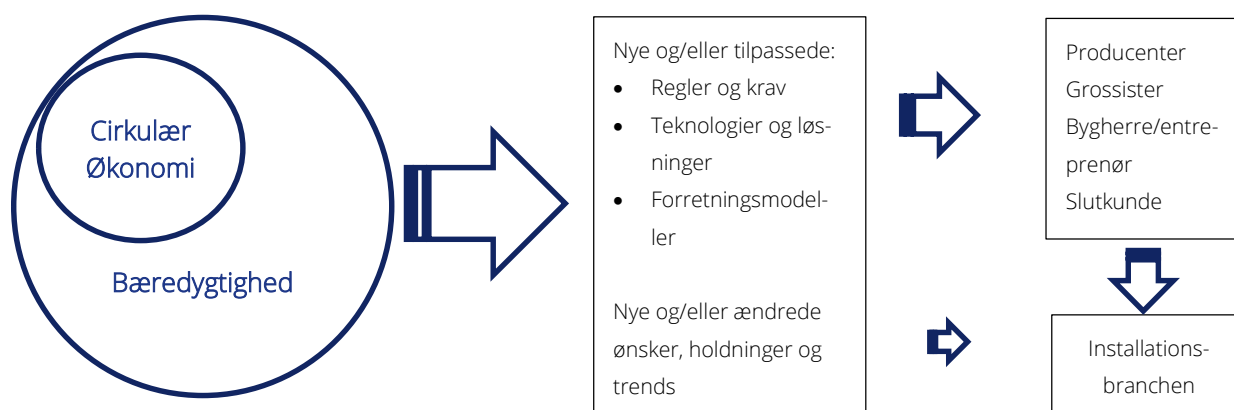 Cirkulær
Økonomi
Bæredygtighed
Nye og/eller tilpassede:
• Regler og krav
• Teknologier og løs-
ninger
• Forretningsmodel-
ler
Nye og/eller ændrede
ønsker, holdninger og
trends
Producenter
Grossister
Bygherre/entre-
prenør
Slutkunde
Installations-
branchen